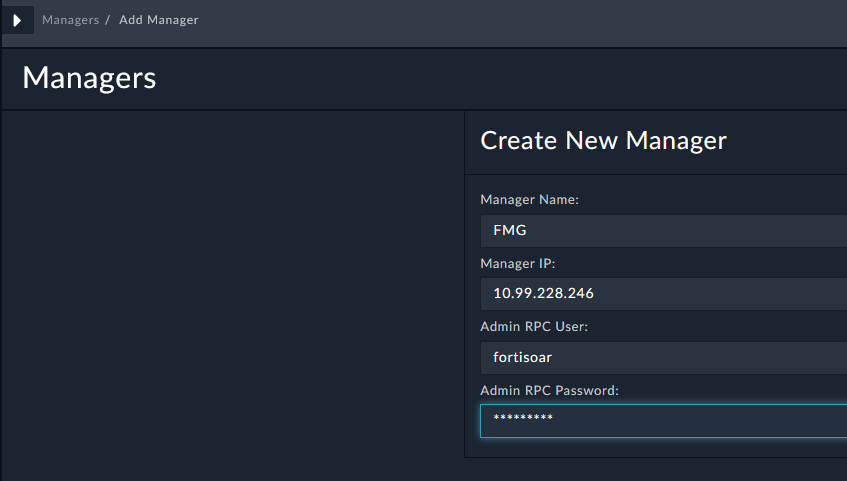 Managers / Add Manager
Managers
Create New Manager
Manager Name:
FMG
Manager IP:
10.99.228.246
Admin RPC User:
fortisoar
Admin RPC Password:
*********